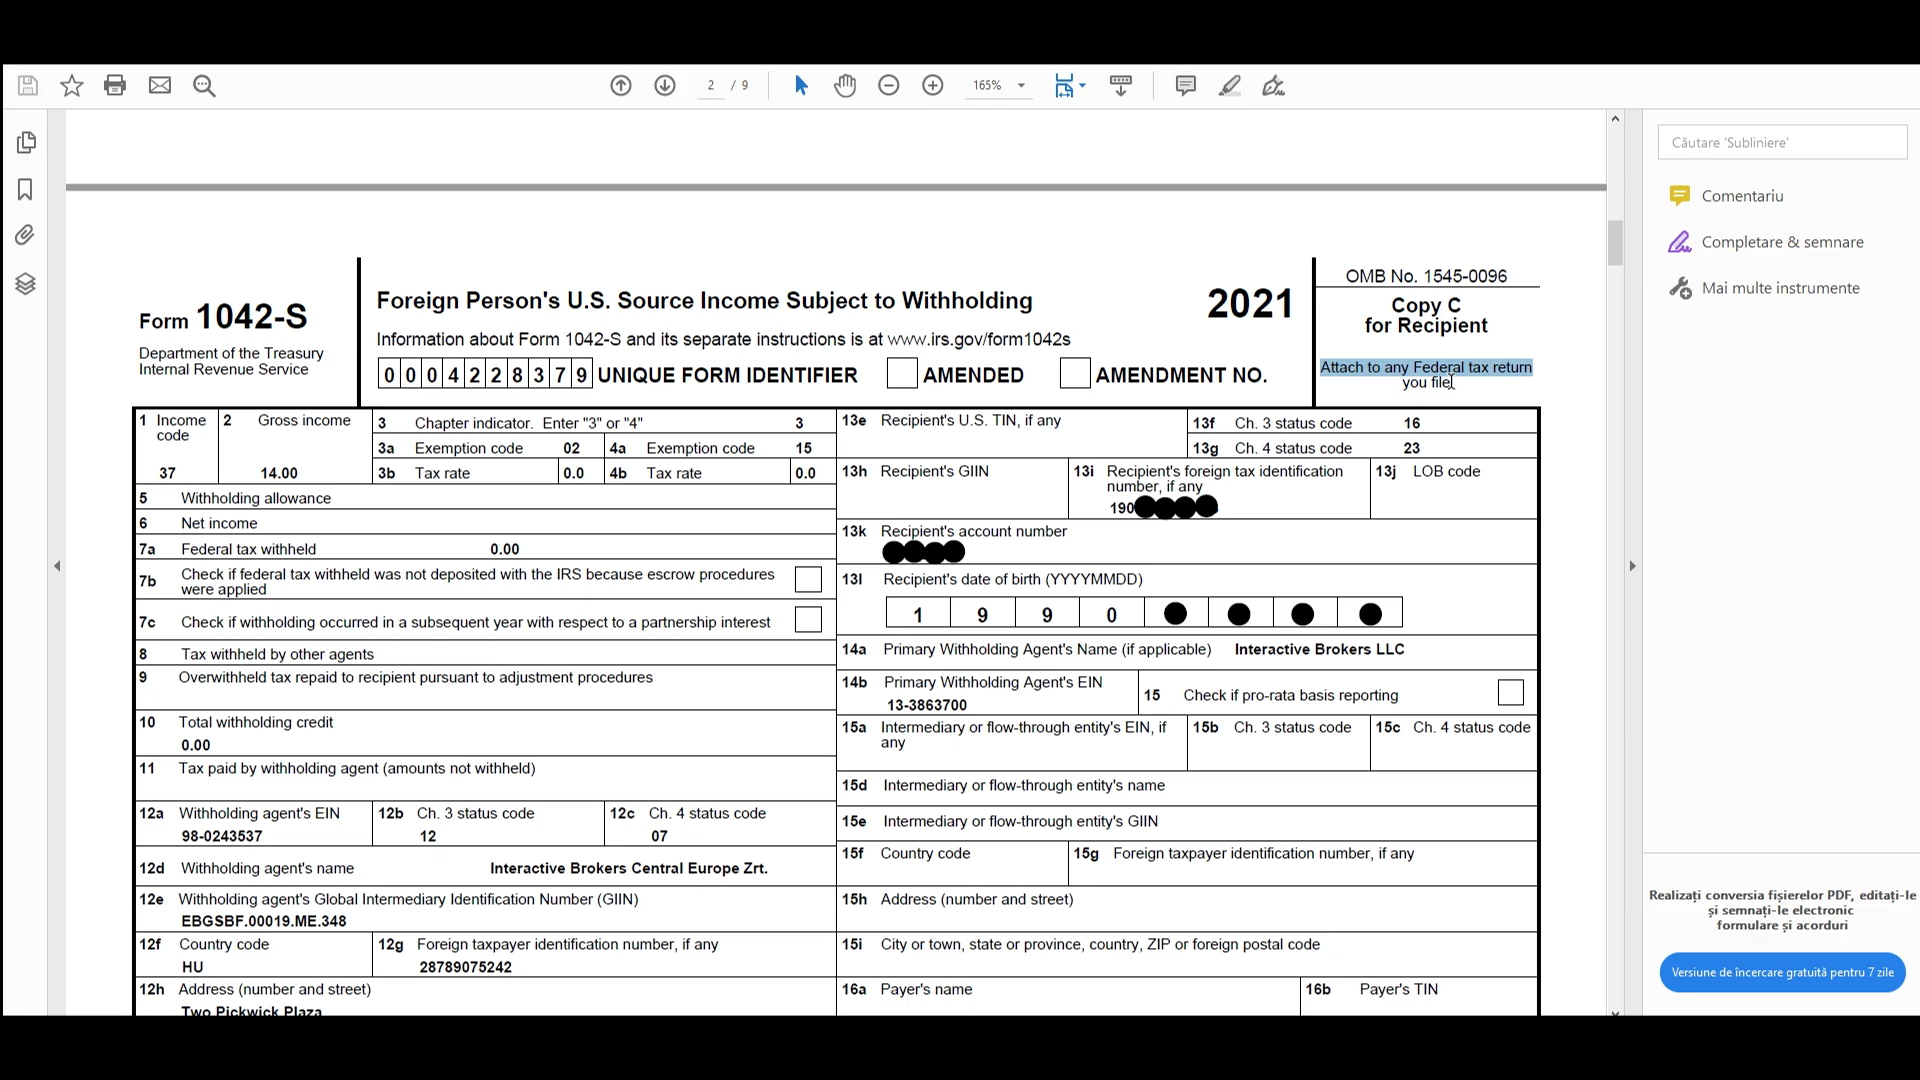 2 / 9
165%
Căutare 'Subliniere'
Comentariu
Completare & semnare
Mai multe instrumente
Form 1042-S
Department of the Treasury
Internal Revenue Service
Foreign Person's U.S. Source Income Subject to Withholding
2021
Information about Form 1042-S and its separate instructions is at www.irs.gov/form1042s
0 0 0 4 2 2 8 3 7 9 UNIQUE FORM IDENTIFIER AMENDED AMENDMENT NO.
OMB No. 1545-0096
Copy C
for Recipient
Attach to any Federal tax return
you file
1 Income
code
37
2 Gross income
14.00
3 Chapter indicator. Enter "3" or "4" 3
3a Exemption code 02 4a Exemption code 15
3b Tax rate 0.0 4b Tax rate 0.0
5 Withholding allowance
6 Net income
7a Federal tax withheld 0.00
7b Check if federal tax withheld was not deposited with the IRS because escrow procedures
were applied
7c Check if withholding occurred in a subsequent year with respect to a partnership interest
8 Tax withheld by other agents
9 Overwithheld tax repaid to recipient pursuant to adjustment procedures
10 Total withholding credit
0.00
11 Tax paid by withholding agent (amounts not withheld)
12a Withholding agent's EIN
98-0243537
12b Ch. 3 status code
12
12c Ch. 4 status code
07
12d Withholding agent's name Interactive Brokers Central Europe Zrt.
12e Withholding agent's Global Intermediary Identification Number (GIIN)
EBGSBF.00019.ME.348
12f Country code
HU
12g Foreign taxpayer identification number, if any
28789075242
12h Address (number and street)
Two Pickwick Plaza
13e Recipient's U.S. TIN, if any
13f Ch. 3 status code 16
13g Ch. 4 status code 23
13h Recipient's GIIN
13i Recipient's foreign tax identification
number, if any
190
13j LOB code
13k Recipient's account number
13l Recipient's date of birth (YYYYMMDD)
1 9 9 0
14a Primary Withholding Agent's Name (if applicable) Interactive Brokers LLC
14b Primary Withholding Agent's EIN
13-3863700
15 Check if pro-rata basis reporting
15a Intermediary or flow-through entity's EIN, if
any
15b Ch. 3 status code
15c Ch. 4 status code
15d Intermediary or flow-through entity's name
15e Intermediary or flow-through entity's GIIN
15f Country code
15g Foreign taxpayer identification number, if any
15h Address (number and street)
15i City or town, state or province, country, ZIP or foreign postal code
16a Payer's name
16b Payer's TIN
Realizați conversia fișierelor PDF, editați-le
și semnați-le electronic
formulare și acorduri
Versiune de încercare gratuită pentru 7 zile